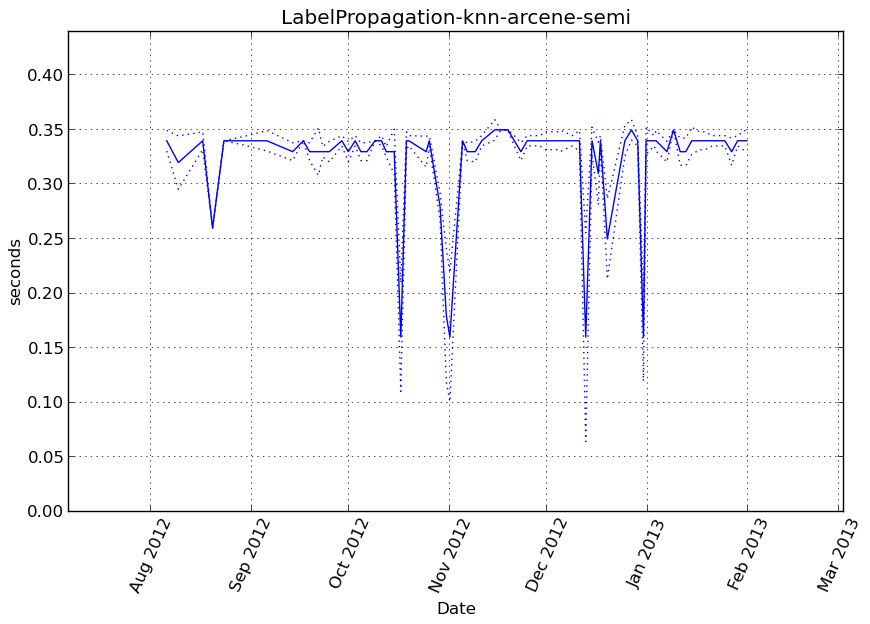 LabelPropagation-knn-arcene-semi
0.40
0.35
0.30
0.25
0.20
0.15
0.10
0.05
0.00
seconds
Aug 2012
Sep 2012
Oct 2012
Nov 2012
Dec 2012
Jan 2013
Feb 2013
Mar 2013
Date